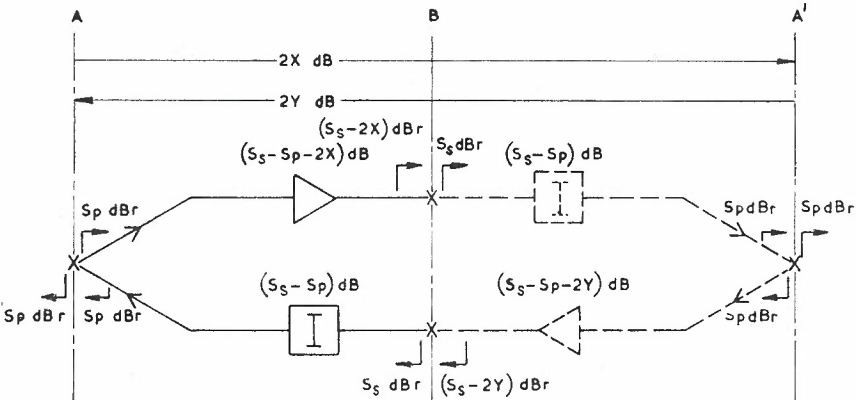 A B A'
2X dB
2Y dB
(Ss-2X) dBr
Ss dBr
(Ss-Sp-2X) dB
(Ss-Sp) dB
Sp dBr
Sp dBr
Sp dBr
(Ss-Sp) dB
(Ss-Sp-2Y) dB
Sp dBr
Sp dBr
Sp dBr
Ss dBr
(Ss-2Y) dBr